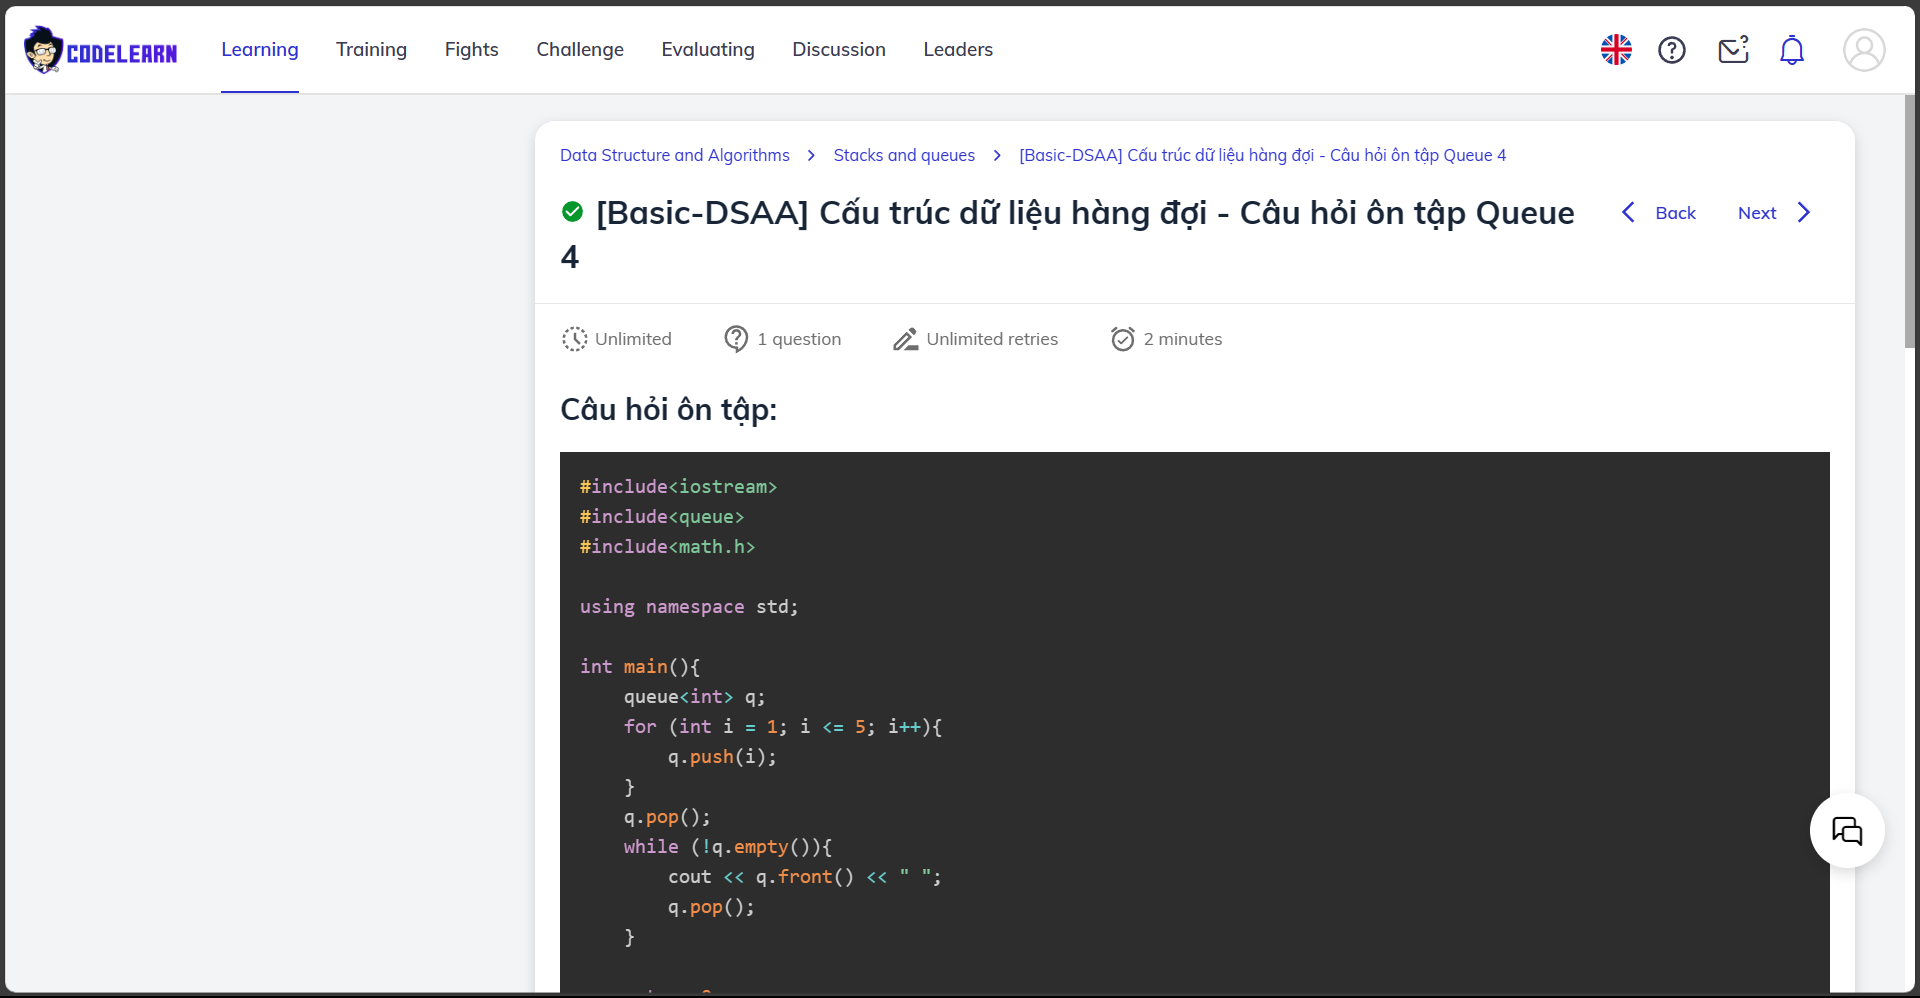 CODELEARN
Learning Training Fights Challenge Evaluating Discussion Leaders
Data Structure and Algorithms > Stacks and queues > [Basic-DSAA] Cấu trúc dữ liệu hàng đợi - Câu hỏi ôn tập Queue 4
[Basic-DSAA] Cấu trúc dữ liệu hàng đợi - Câu hỏi ôn tập Queue
4
Back Next
Unlimited 1 question Unlimited retries 2 minutes
Câu hỏi ôn tập:
#include<iostream>
#include<queue>
#include<math.h>
using namespace std;
int main(){
    queue<int> q;
    for (int i = 1; i <= 5; i++){
        q.push(i);
    }
    q.pop();
    while (!q.empty()){
        cout << q.front() << " ";
        q.pop();
    }